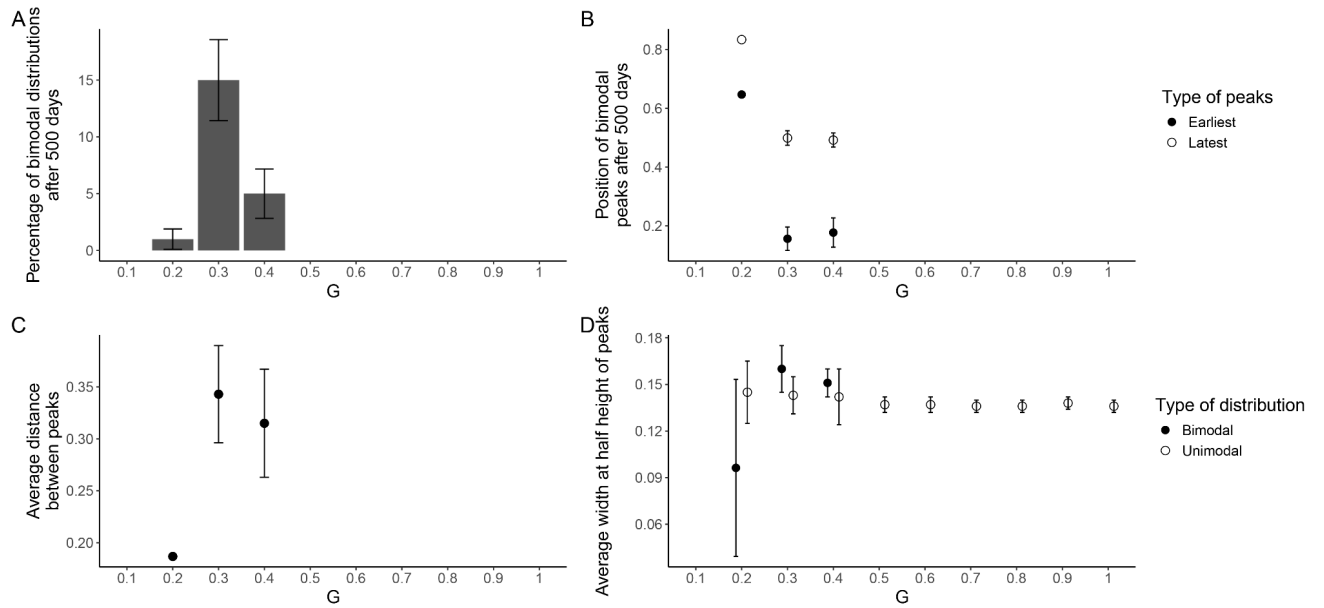 A
Percentage of bimodal distributions
after 500 days
15
10
5
0
0.1 0.2 0.3 0.4 0.5 0.6 0.7 0.8 0.9 1
G
B
Position of bimodal
peaks after 500 days
0.8
0.6
0.4
0.2
0.1 0.2 0.3 0.4 0.5 0.6 0.7 0.8 0.9 1
G
Type of peaks
Earliest
Latest
C
Average distance
between peaks
0.35
0.30
0.25
0.20
0.1 0.2 0.3 0.4 0.5 0.6 0.7 0.8 0.9 1
G
D
Average width at half height of peaks
0.18
0.15
0.12
0.09
0.06
0.1 0.2 0.3 0.4 0.5 0.6 0.7 0.8 0.9 1
G
Type of distribution
Bimodal
Unimodal